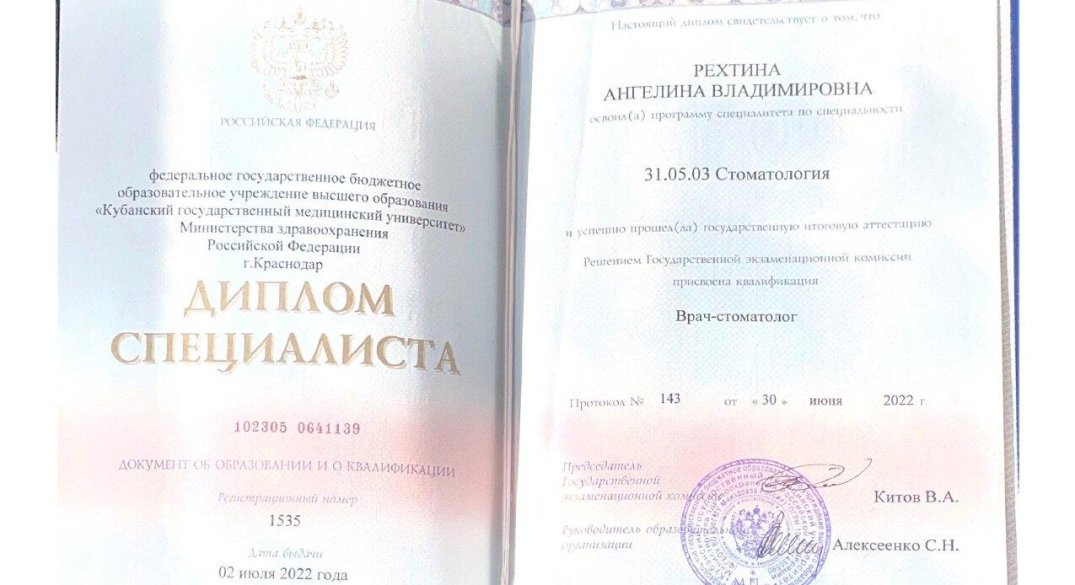 РОССИЙСКАЯ ФЕДЕРАЦИЯ
федеральное государственное бюджетное
образовательное учреждение высшего образования
«Кубанский государственный медицинский университет»
Министерства здравоохранения
Российской Федерации
г.Краснодар
ДИПЛОМ
СПЕЦИАЛИСТА
102305 0641139
ДОКУМЕНТ ОБ ОБРАЗОВАНИИ И О КВАЛИФИКАЦИИ
Регистрационный номер
1535
Дата выдачи
02 июля 2022 года
Настоящий диплом свидетельствует о том, что
РЕХТИНА
АНГЕЛИНА ВЛАДИМИРОВНА
освоил(а) программу специалитета по специальности
31.05.03 Стоматология
и успешно прошел(ла) государственную итоговую аттестацию
Решением Государственной экзаменационной комиссии
присвоена квалификация
Врач-стоматолог
Протокол № 143 от « 30 » июня 2022 г.
Председатель
Государственной
экзаменационной комиссии
Китов В.А.
Руководитель образовательной
организации
Алексеенко С.Н.